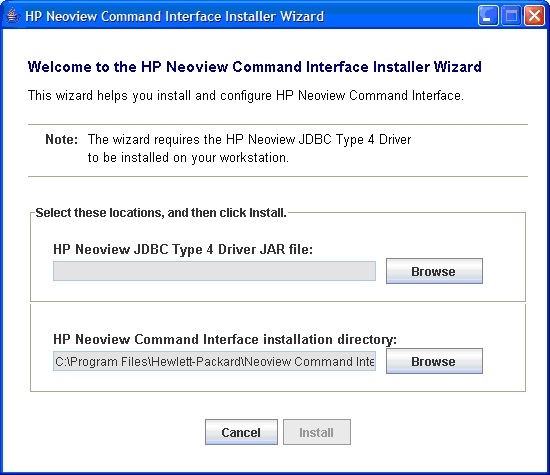 HP Neoview Command Interface Installer Wizard
Welcome to the HP Neoview Command Interface Installer Wizard
This wizard helps you install and configure HP Neoview Command Interface.
Note: The wizard requires the HP Neoview JDBC Type 4 Driver
to be installed on your workstation.
Select these locations, and then click Install.
HP Neoview JDBC Type 4 Driver JAR file:
Browse
HP Neoview Command Interface installation directory:
C:\Program Files\Hewlett-Packard\Neoview Command Inte Browse
Cancel Install